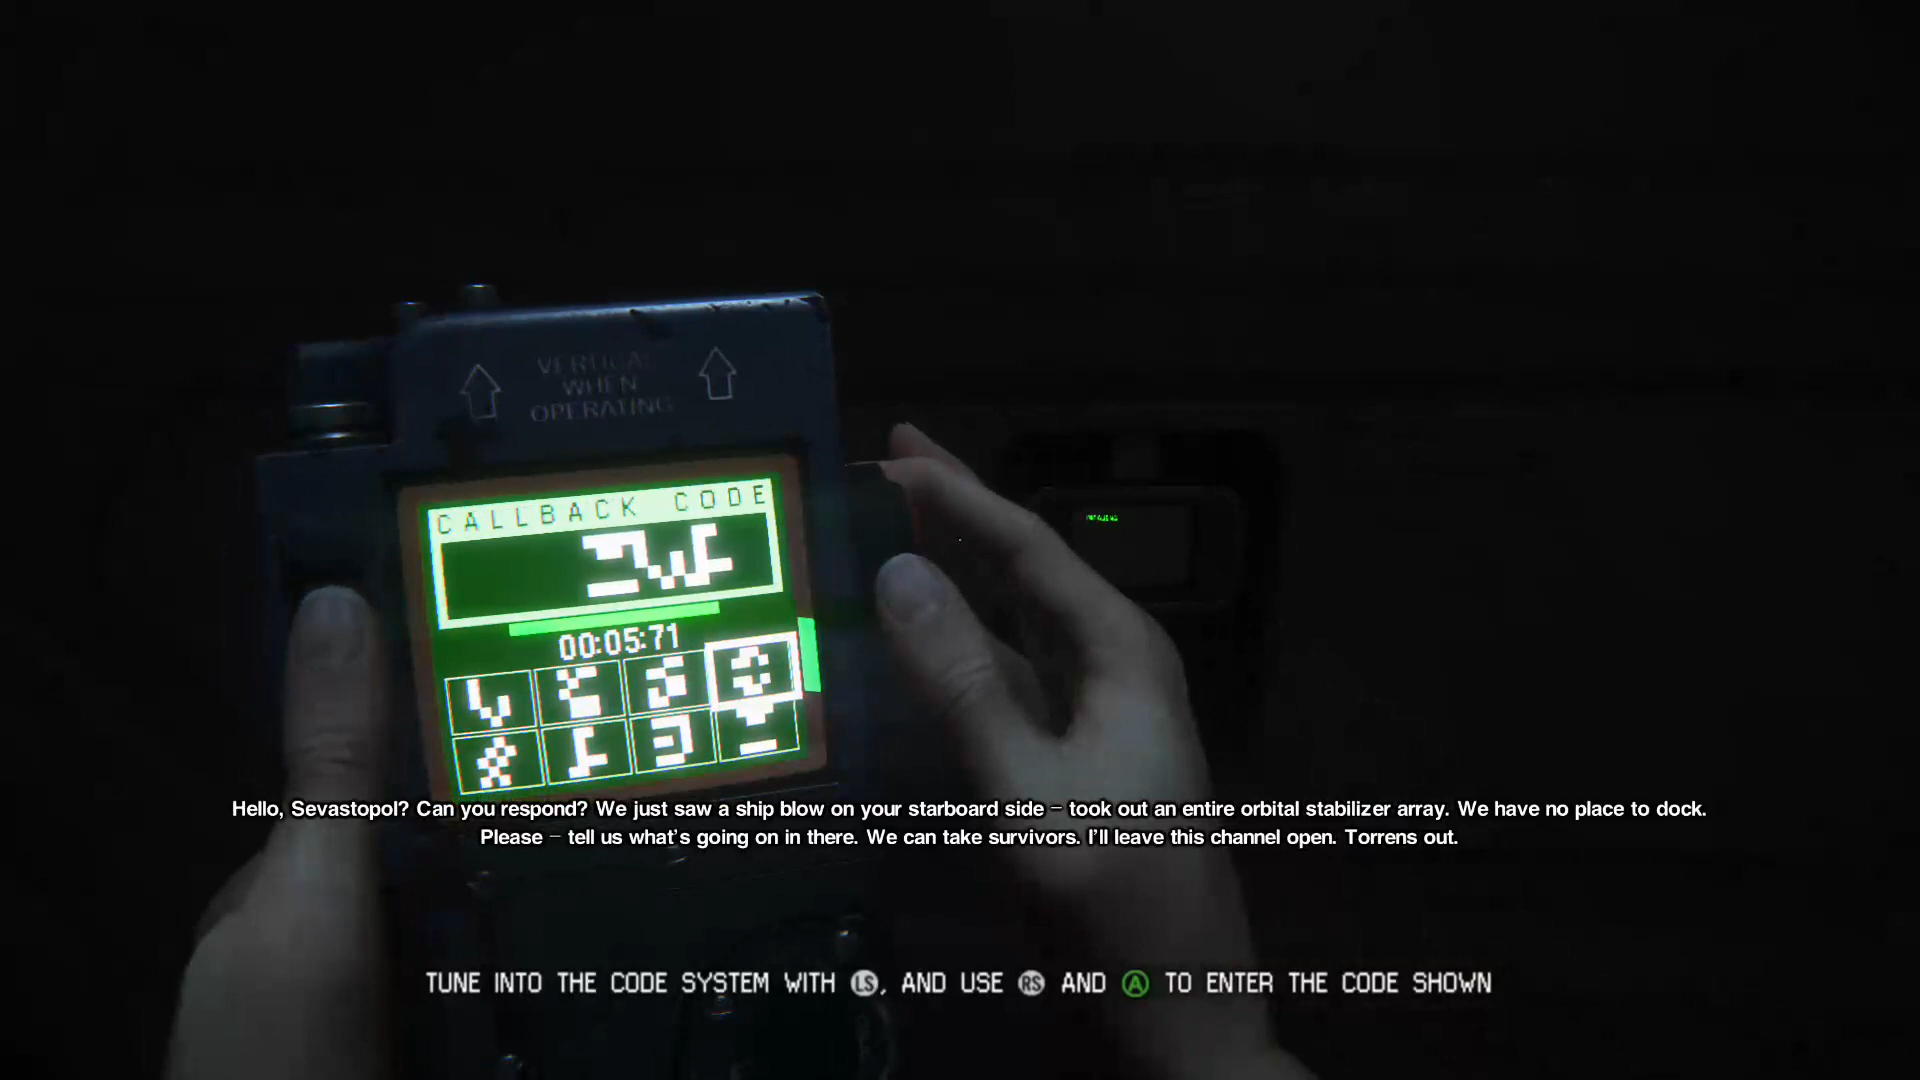 VERTICAL
WHEN
OPERATING
CALLBACK CODE
00:05:71
Hello, Sevastopol? Can you respond? We just saw a ship blow on your starboard side – took out an entire orbital stabilizer array. We have no place to dock.
Please – tell us what's going on in there. We can take survivors. I'll leave this channel open. Torrens out.
TUNE INTO THE CODE SYSTEM WITH LS, AND USE RS AND A TO ENTER THE CODE SHOWN